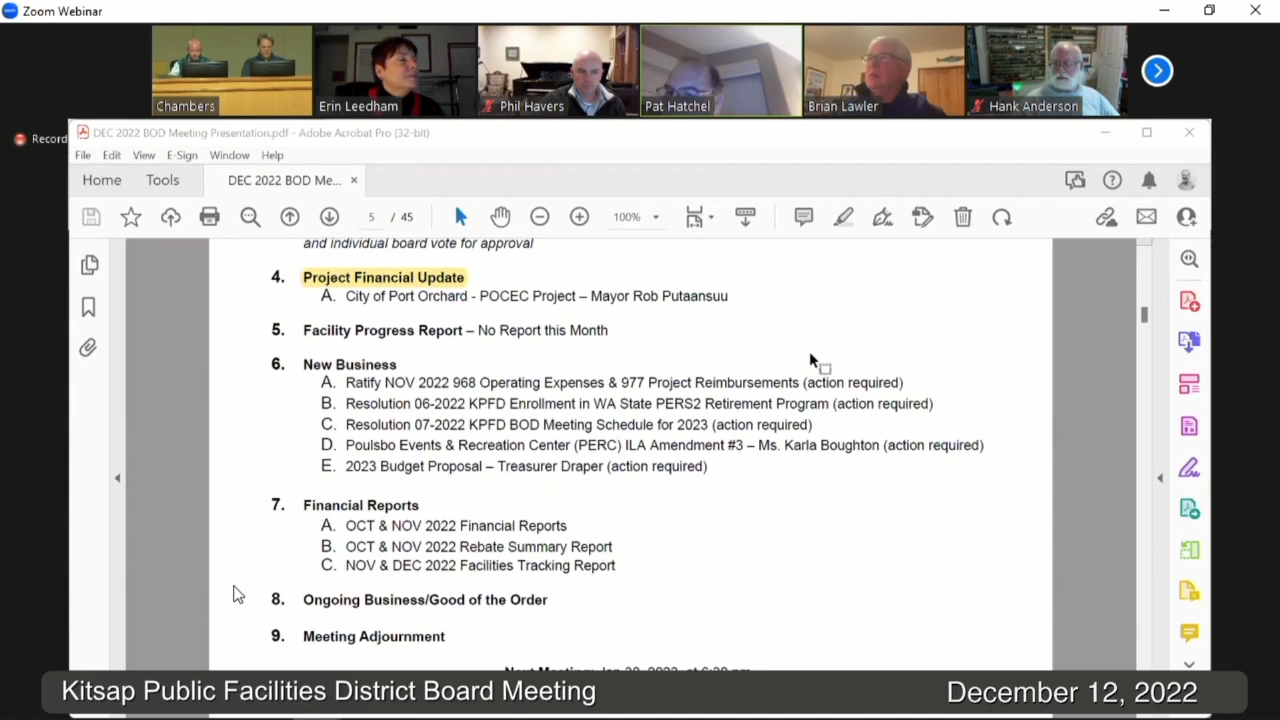 Zoom Webinar
Chambers
Erin Leedham
Phil Havers
Pat Hatchel
Brian Lawler
Hank Anderson
Record
DEC 2022 BOD Meeting Presentation.pdf - Adobe Acrobat Pro (32-bit)
File Edit View E-Sign Window Help
Home Tools DEC 2022 BOD Me... ×
5 / 45 100%
and individual board vote for approval
4. Project Financial Update
A. City of Port Orchard - POCEC Project – Mayor Rob Putaansuu
5. Facility Progress Report – No Report this Month
6. New Business
A. Ratify NOV 2022 968 Operating Expenses & 977 Project Reimbursements (action required)
B. Resolution 06-2022 KPFD Enrollment in WA State PERS2 Retirement Program (action required)
C. Resolution 07-2022 KPFD BOD Meeting Schedule for 2023 (action required)
D. Poulsbo Events & Recreation Center (PERC) ILA Amendment #3 – Ms. Karla Boughton (action required)
E. 2023 Budget Proposal – Treasurer Draper (action required)
7. Financial Reports
A. OCT & NOV 2022 Financial Reports
B. OCT & NOV 2022 Rebate Summary Report
C. NOV & DEC 2022 Facilities Tracking Report
8. Ongoing Business/Good of the Order
9. Meeting Adjournment
Kitsap Public Facilities District Board Meeting
December 12, 2022